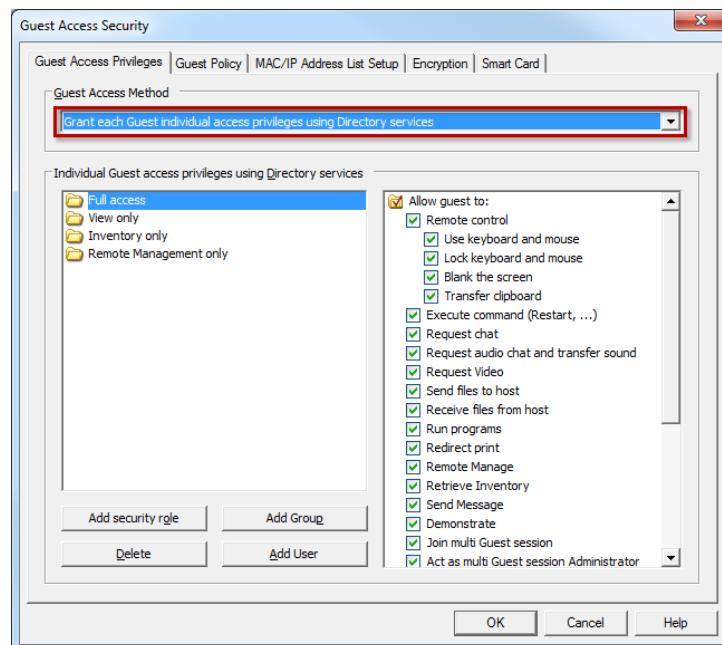 Guest Access Security
Guest Access Privileges
Guest Policy
MAC/IP Address List Setup
Encryption
Smart Card
Guest Access Method
Grant each Guest individual access privileges using Directory services
Individual Guest access privileges using Directory services
Full access
View only
Inventory only
Remote Management only
Add security role
Add Group
Delete
Add User
Allow guest to:
Remote control
Use keyboard and mouse
Lock keyboard and mouse
Blank the screen
Transfer clipboard
Execute command (Restart, ...)
Request chat
Request audio chat and transfer sound
Request Video
Send files to host
Receive files from host
Run programs
Redirect print
Remote Manage
Retrieve Inventory
Send Message
Demonstrate
Join multi Guest session
Act as multi Guest session Administrator
OK
Cancel
Help